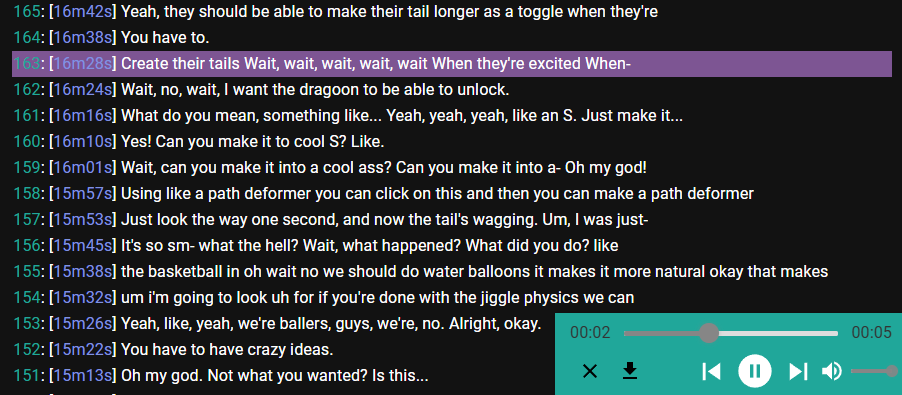 165: [16m42s] Yeah, they should be able to make their tail longer as a toggle when they're
164: [16m38s] You have to.
163: [16m28s] Create their tails Wait, wait, wait, wait, wait When they're excited When-
162: [16m24s] Wait, no, wait, I want the dragoon to be able to unlock.
161: [16m16s] What do you mean, something like... Yeah, yeah, yeah, like an S. Just make it...
160: [16m10s] Yes! Can you make it to cool S? Like.
159: [16m01s] Wait, can you make it into a cool ass? Can you make it into a- Oh my god!
158: [15m57s] Using like a path deformer you can click on this and then you can make a path deformer
157: [15m53s] Just look the way one second, and now the tail's wagging. Um, I was just-
156: [15m45s] It's so sm- what the hell? Wait, what happened? What did you do? like
155: [15m38s] the basketball in oh wait no we should do water balloons it makes it more natural okay that makes
154: [15m32s] um i'm going to look uh for if you're done with the jiggle physics we can
153: [15m26s] Yeah, like, yeah, we're ballers, guys, we're, no. Alright, okay.
152: [15m22s] You have to have crazy ideas.
151: [15m13s] Oh my god. Not what you wanted? Is this...
00:02 00:05